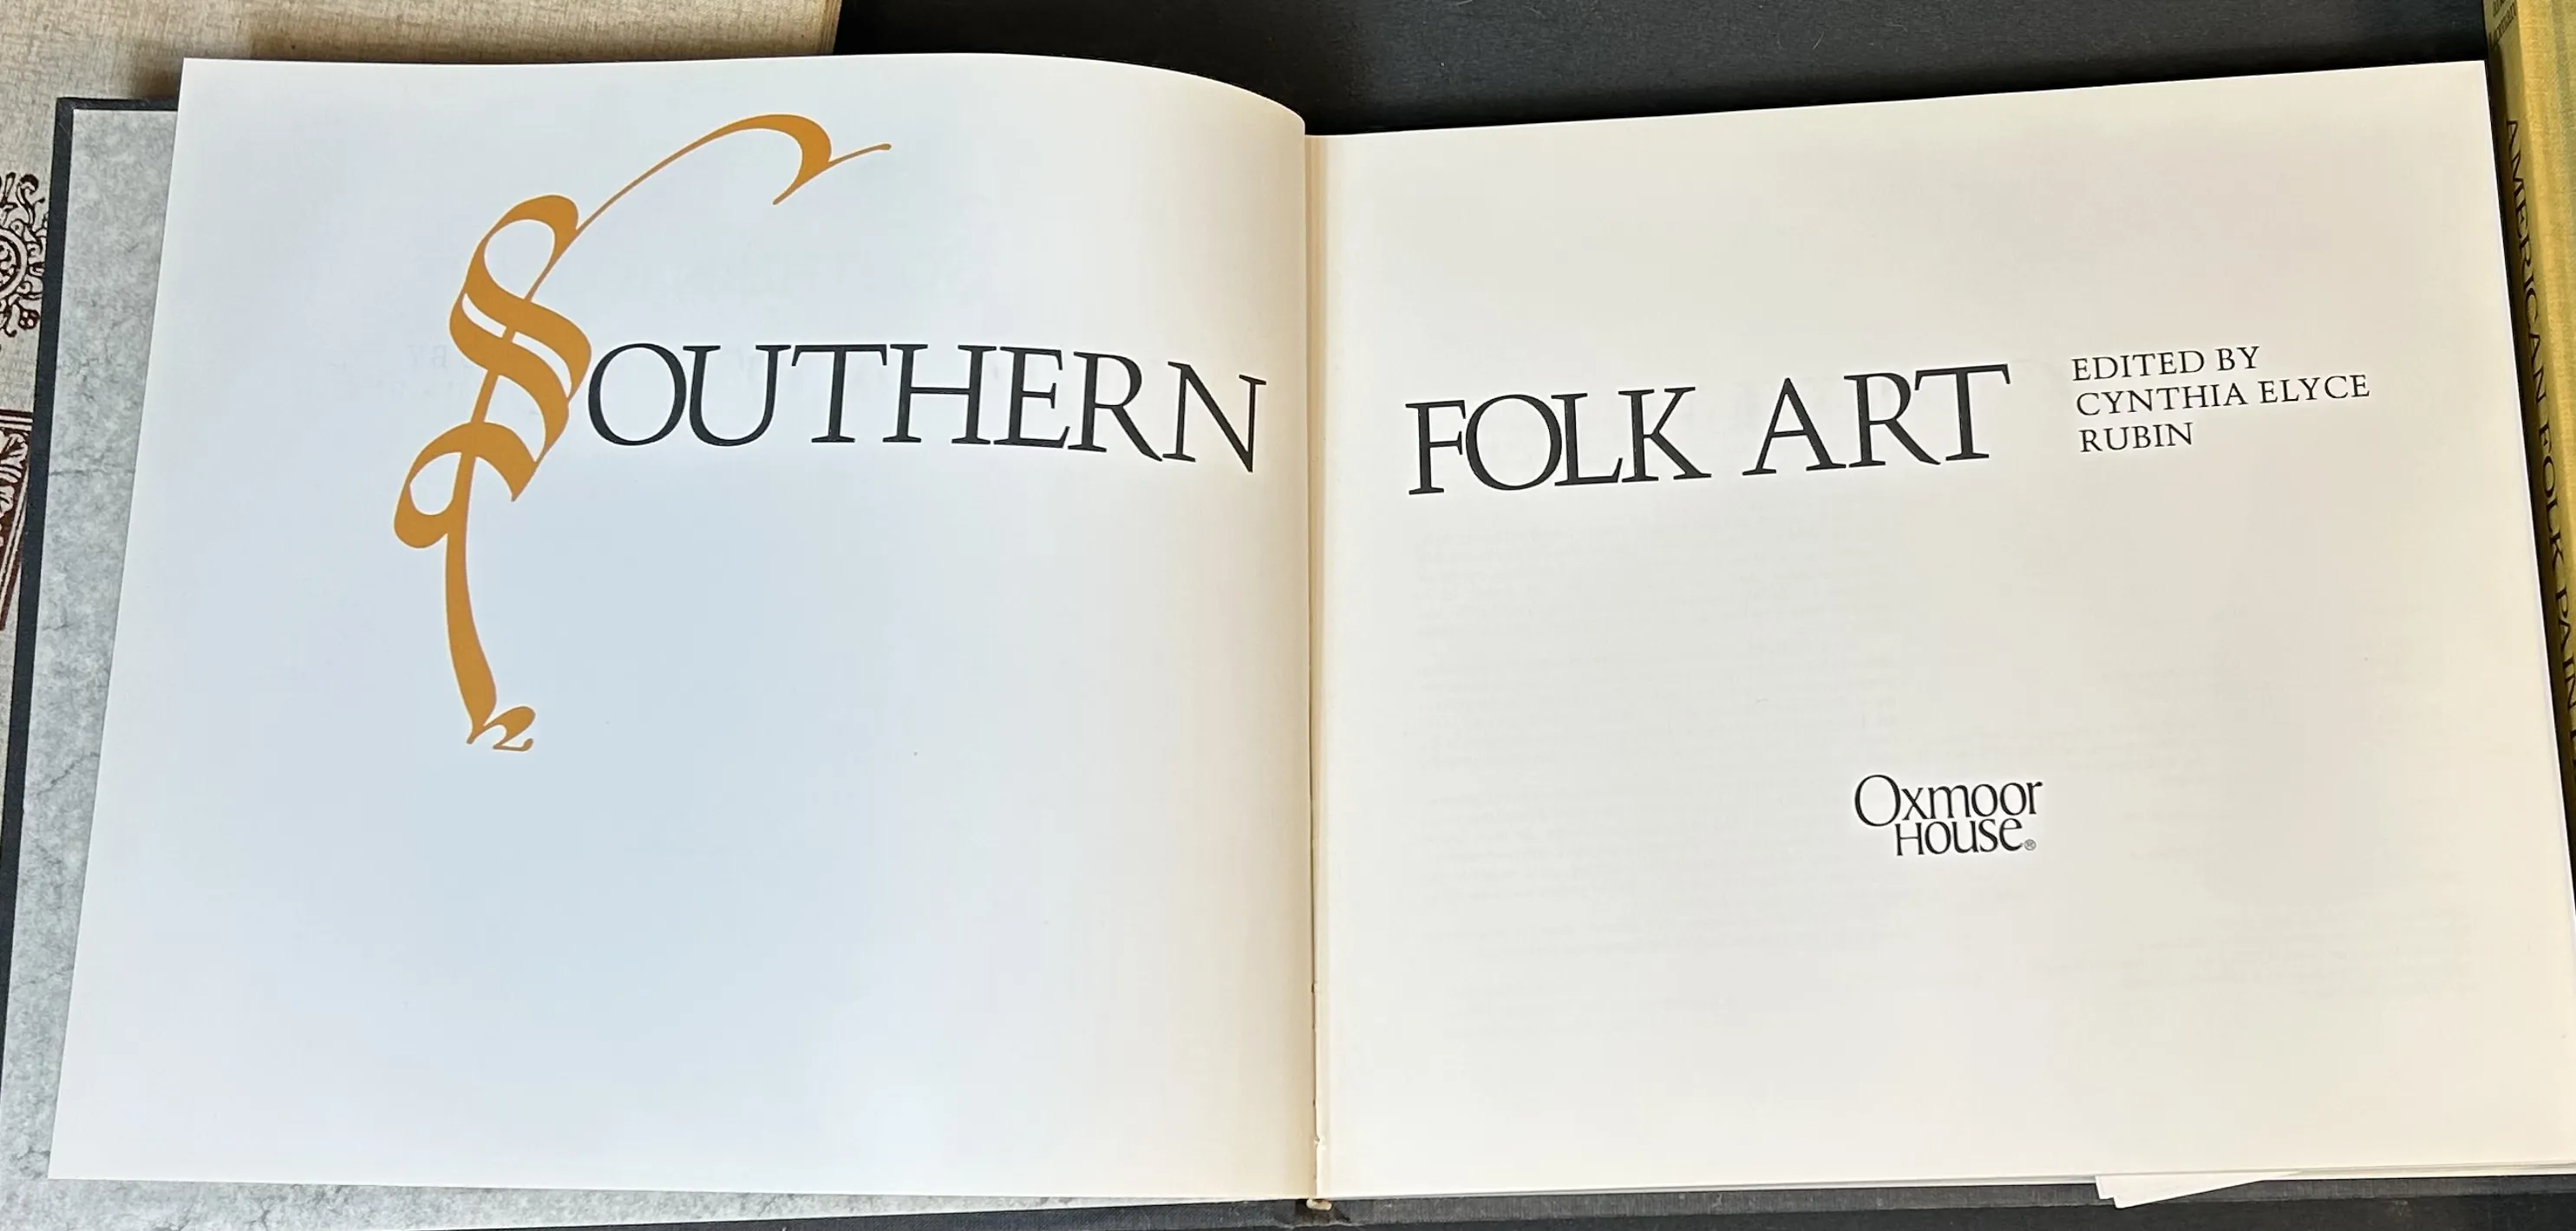 SOUTHERN FOLK ART
EDITED BY
CYNTHIA ELYCE
RUBIN
Oxmoor
House®
AMERICAN FOLK PAIN